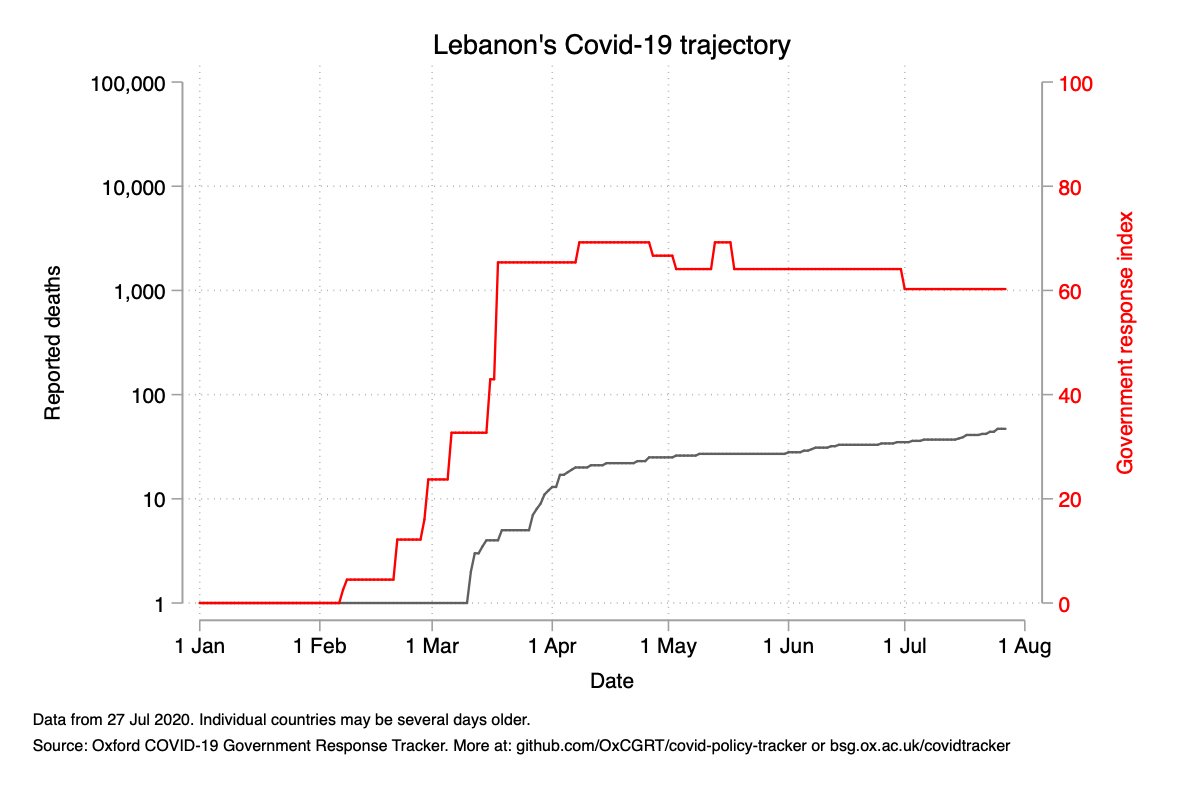 Lebanon's Covid-19 trajectory
100,000
10,000
1,000
100
10
1
Reported deaths
100
80
60
40
20
0
Government response index
1 Jan
1 Feb
1 Mar
1 Apr
1 May
1 Jun
1 Jul
1 Aug
Date
Data from 27 Jul 2020. Individual countries may be several days older.
Source: Oxford COVID-19 Government Response Tracker. More at: github.com/OxCGRT/covid-policy-tracker or bsg.ox.ac.uk/covidtracker